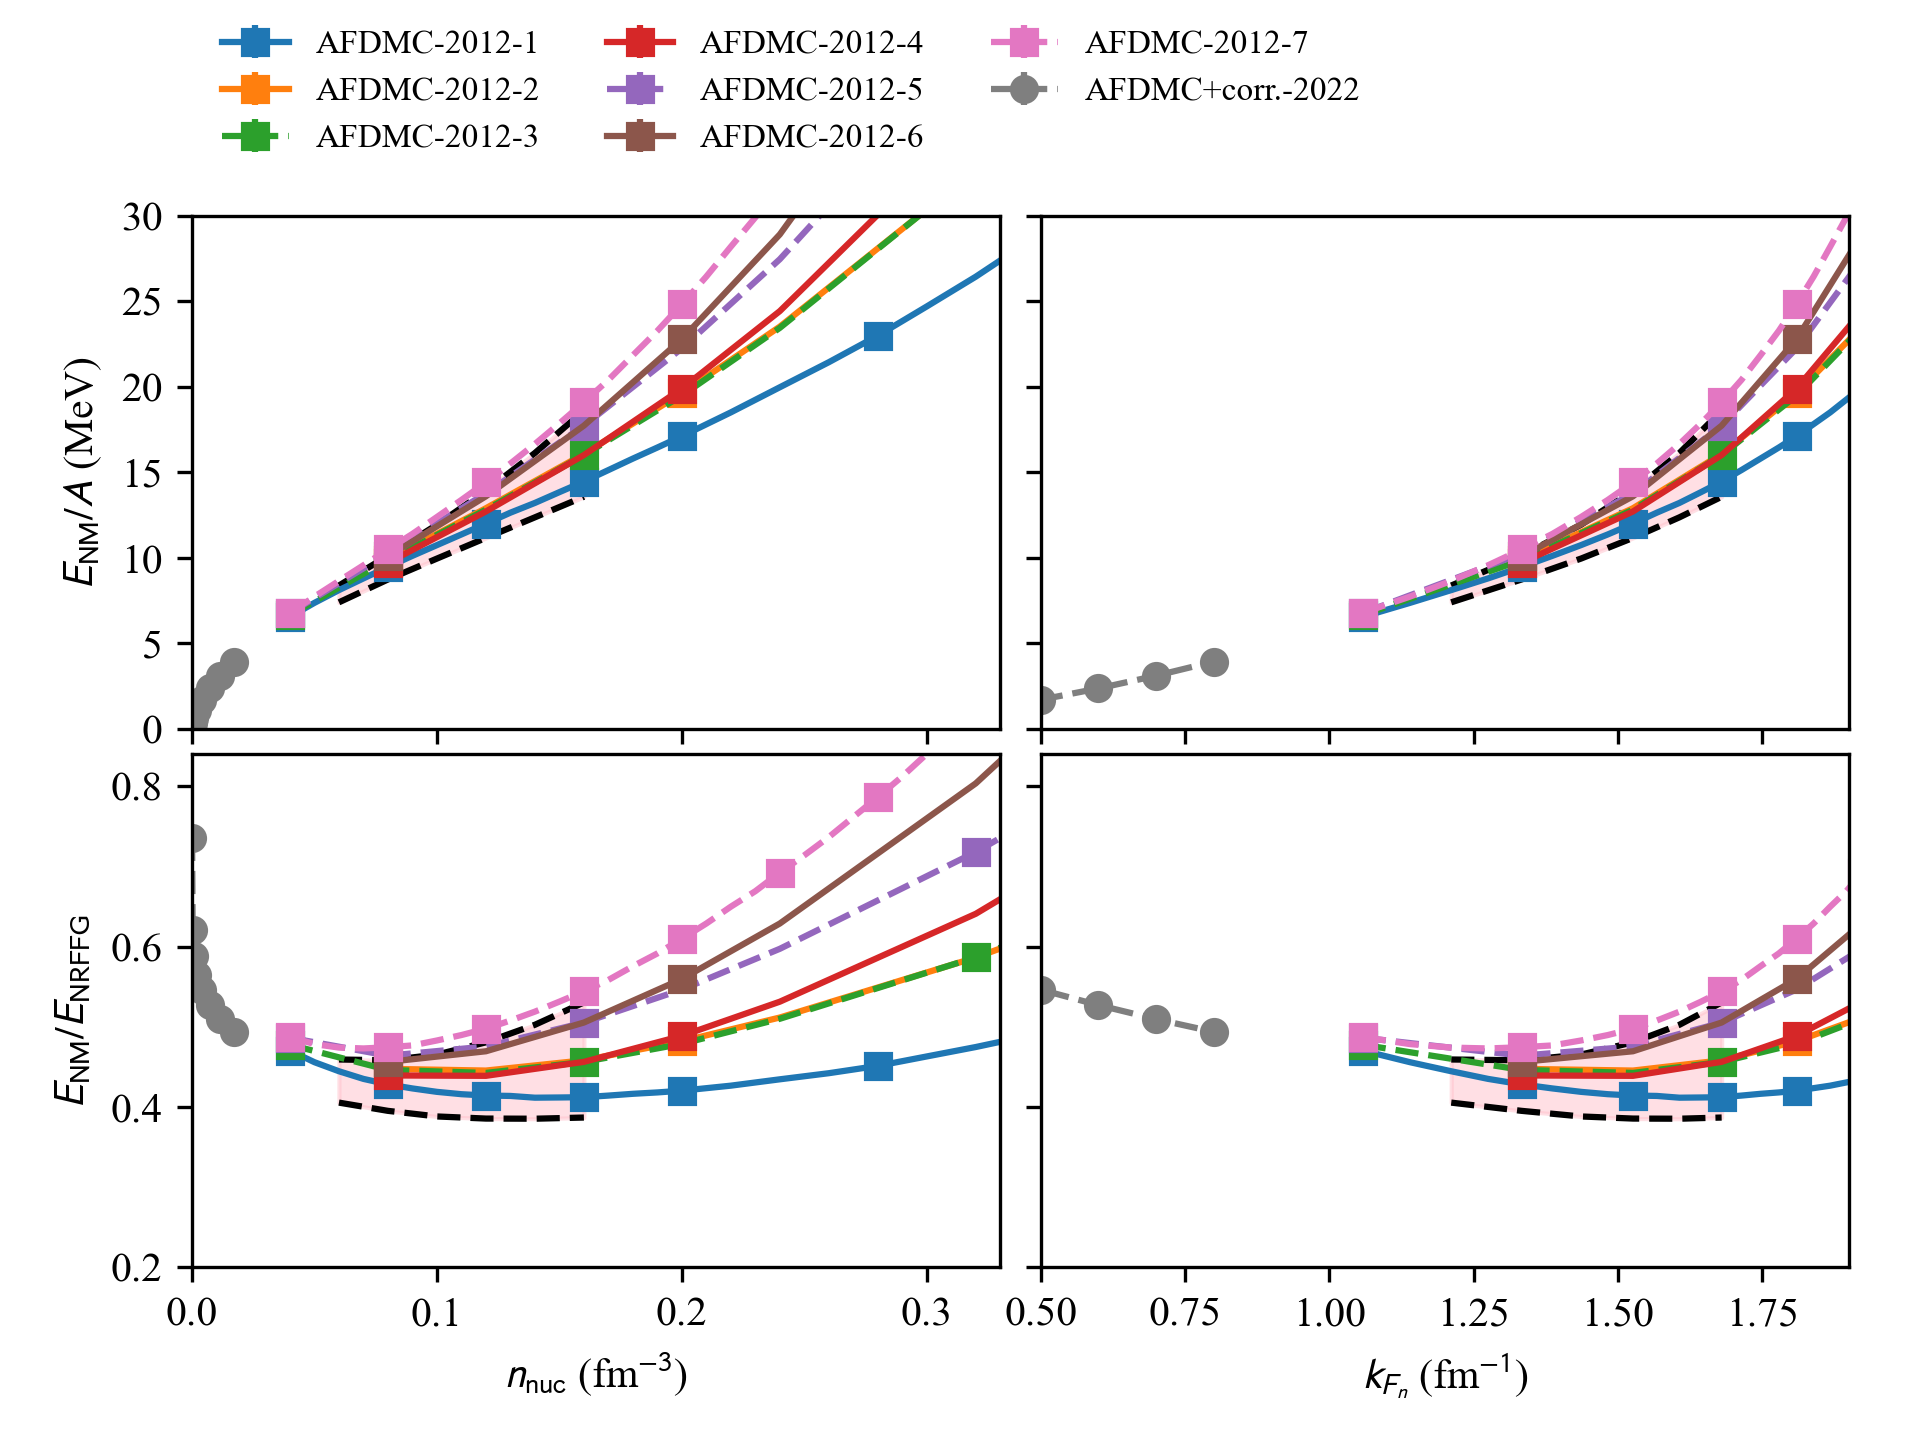 AFDMC-2012-1 AFDMC-2012-4 AFDMC-2012-7
AFDMC-2012-2 AFDMC-2012-5 AFDMC+corr.-2022
AFDMC-2012-3 AFDMC-2012-6
30
25
20
15
10
5
0
E_NM/A (MeV)
0.8
0.6
0.4
0.2
E_NM/E_NRFFG
0.0 0.1 0.2 0.3 0.50 0.75 1.00 1.25 1.50 1.75
n_nuc (fm⁻³) k_{F_n} (fm⁻¹)